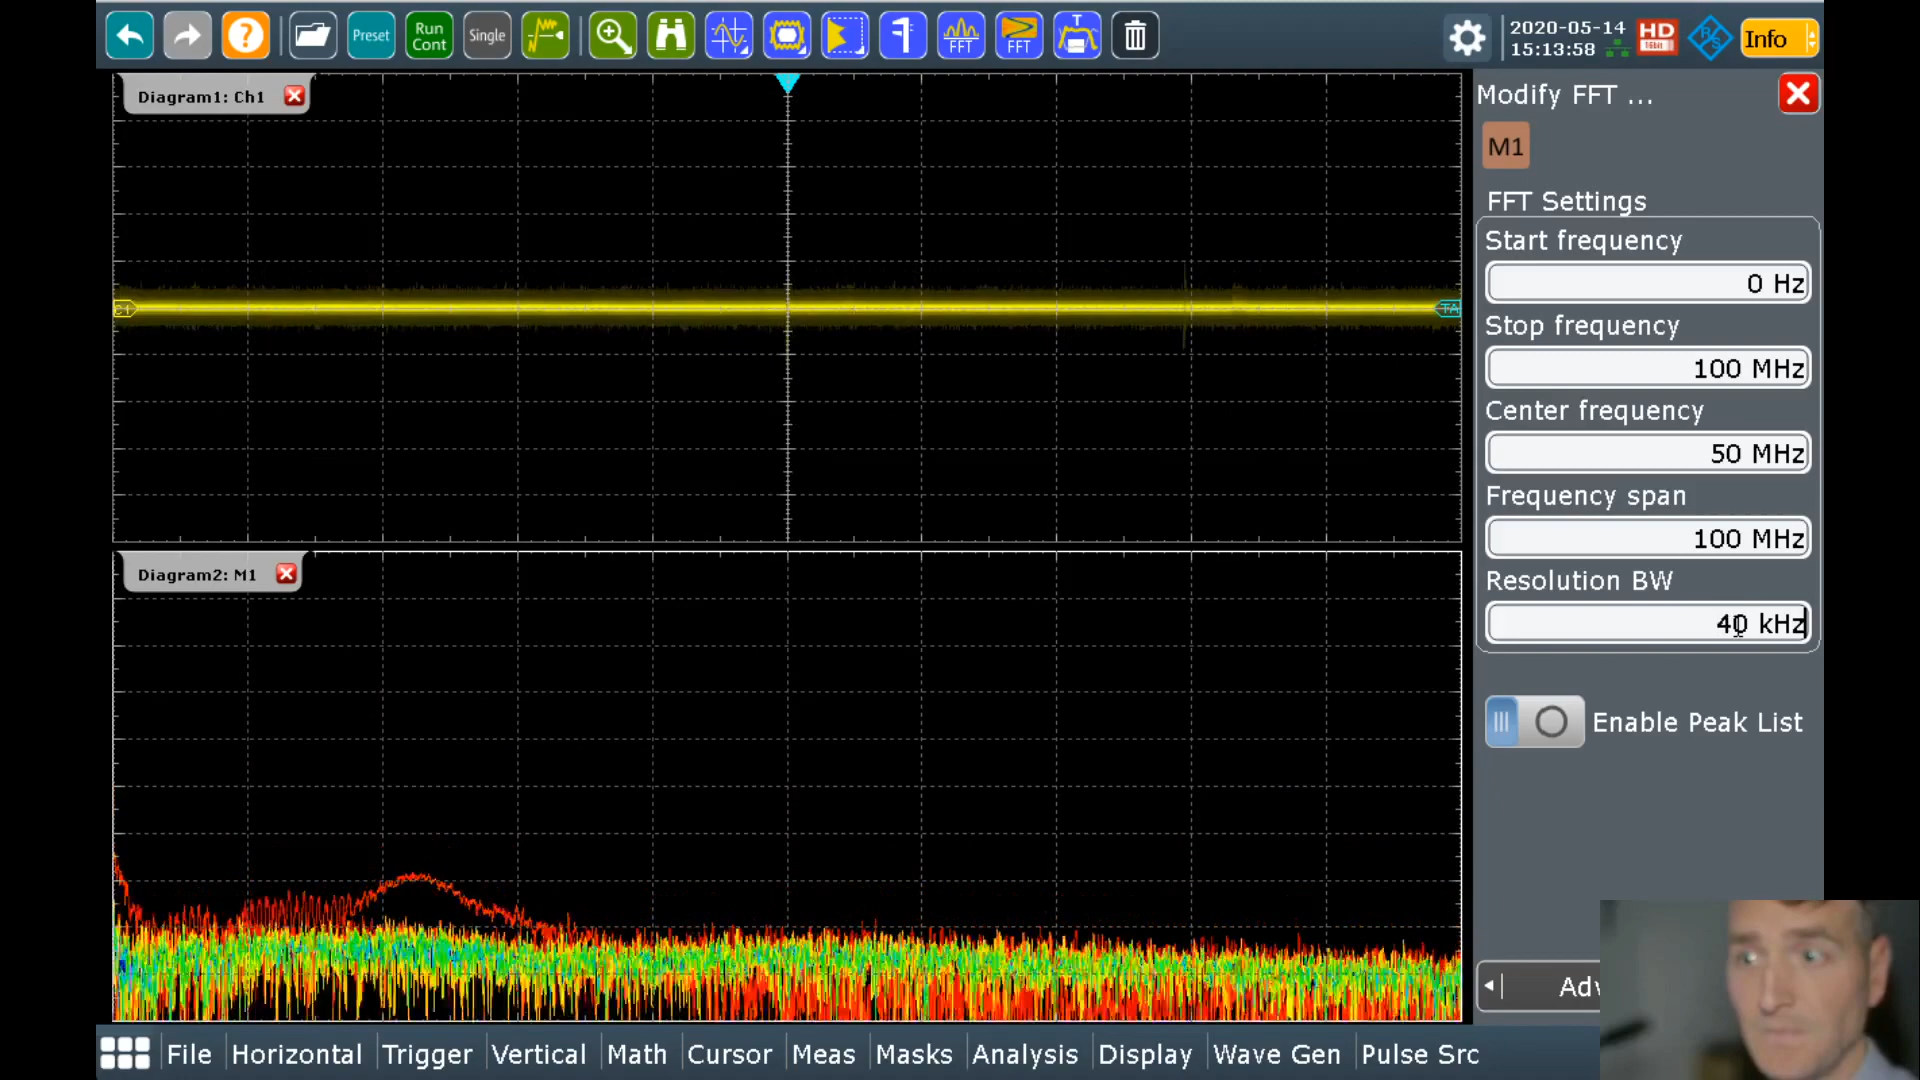 Preset
Run
Cont
Single
FFT
FFT
T
2020-05-14
15:13:58
HD
16bit
R&S
Info
Diagram1: Ch1
Modify FFT ...
M1
FFT Settings
Start frequency
0 Hz
Stop frequency
100 MHz
Center frequency
50 MHz
Frequency span
100 MHz
Resolution BW
40 kHz
C1
TA
Diagram2: M1
Enable Peak List
Adv
File
Horizontal
Trigger
Vertical
Math
Cursor
Meas
Masks
Analysis
Display
Wave Gen
Pulse Src